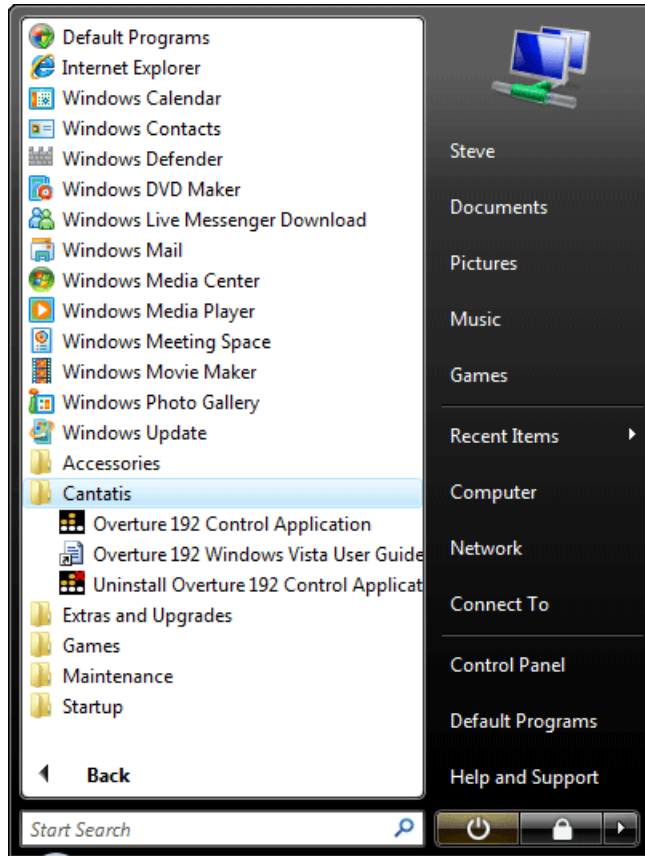 Default Programs
Internet Explorer
Windows Calendar
Windows Contacts
Windows Defender
Windows DVD Maker
Windows Live Messenger Download
Windows Mail
Windows Media Center
Windows Media Player
Windows Meeting Space
Windows Movie Maker
Windows Photo Gallery
Windows Update
Accessories
Cantatis
Overture 192 Control Application
Overture 192 Windows Vista User Guide
Uninstall Overture 192 Control Applicat
Extras and Upgrades
Games
Maintenance
Startup
Back
Start Search
Steve
Documents
Pictures
Music
Games
Recent Items
Computer
Network
Connect To
Control Panel
Default Programs
Help and Support